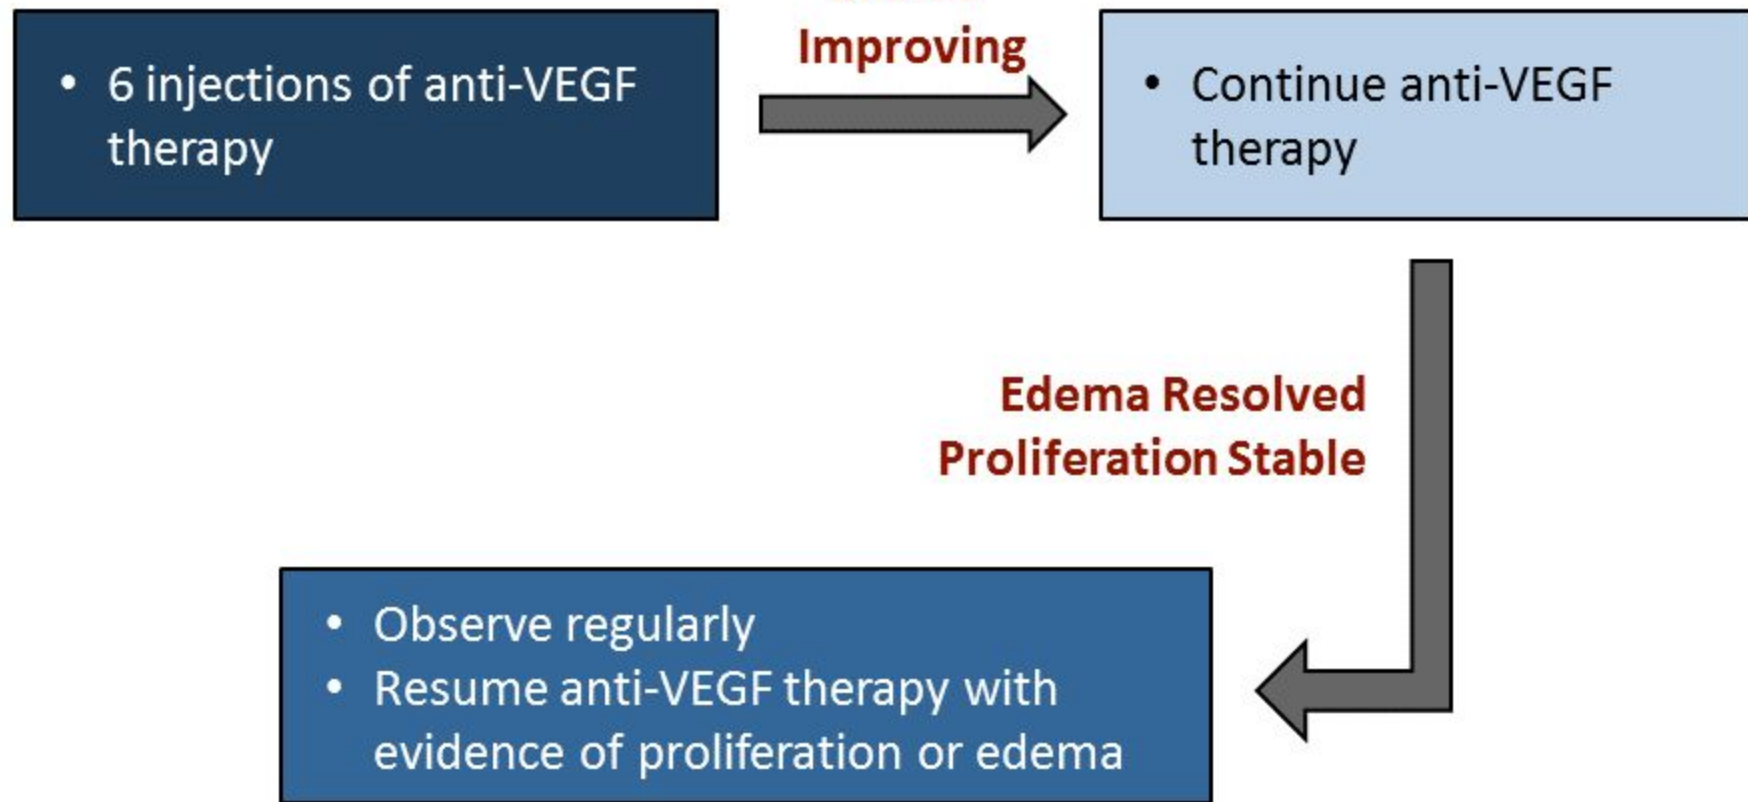 Improving
• 6 injections of anti-VEGF
therapy
• Continue anti-VEGF
therapy
Edema Resolved
Proliferation Stable
• Observe regularly
• Resume anti-VEGF therapy with
evidence of proliferation or edema